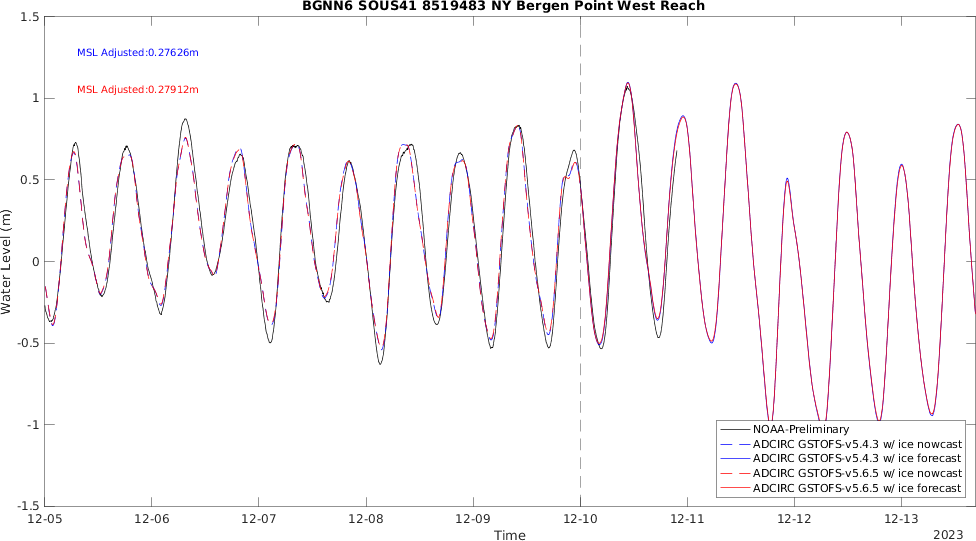 BGNN6 SOUS41 8519483 NY Bergen Point West Reach
1.5
MSL Adjusted:0.27626m
1
MSL Adjusted:0.27912m
0.5
0
Water Level (m)
-0.5
-1
NOAA-Preliminary
ADCIRC GSTOFS-v5.4.3 w/ ice nowcast
ADCIRC GSTOFS-v5.4.3 w/ ice forecast
ADCIRC GSTOFS-v5.6.5 w/ ice nowcast
ADCIRC GSTOFS-v5.6.5 w/ ice forecast
-1.5
12-05 12-06 12-07 12-08 12-09 12-10 12-11 12-12 12-13
Time
2023